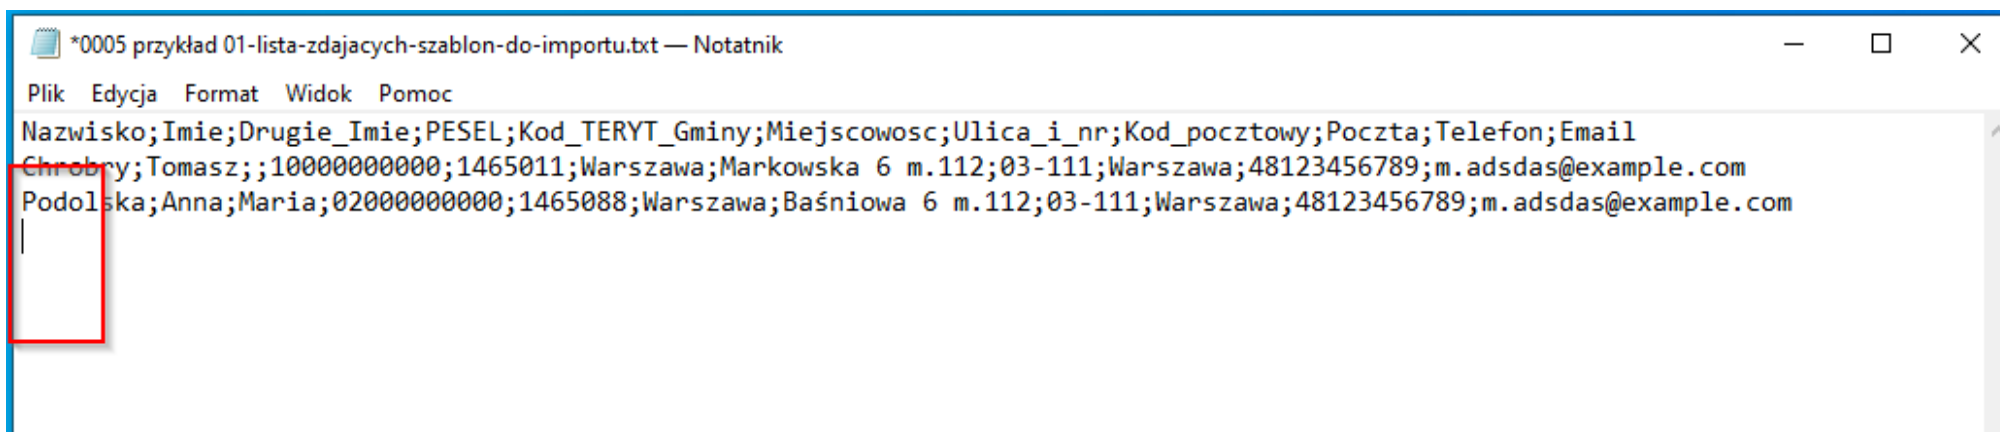 *0005 przykład 01-lista-zdajacych-szablon-do-importu.txt — Notatnik
Plik Edycja Format Widok Pomoc
Nazwisko;Imie;Drugie_Imie;PESEL;Kod_TERYT_Gminy;Miejscowosc;Ulica_i_nr;Kod_pocztowy;Poczta;Telefon;Email
Chrobry;Tomasz;;10000000000;1465011;Warszawa;Markowska 6 m.112;03-111;Warszawa;48123456789;m.adsdas@example.com
Podolska;Anna;Maria;02000000000;1465088;Warszawa;Baśniowa 6 m.112;03-111;Warszawa;48123456789;m.adsdas@example.com